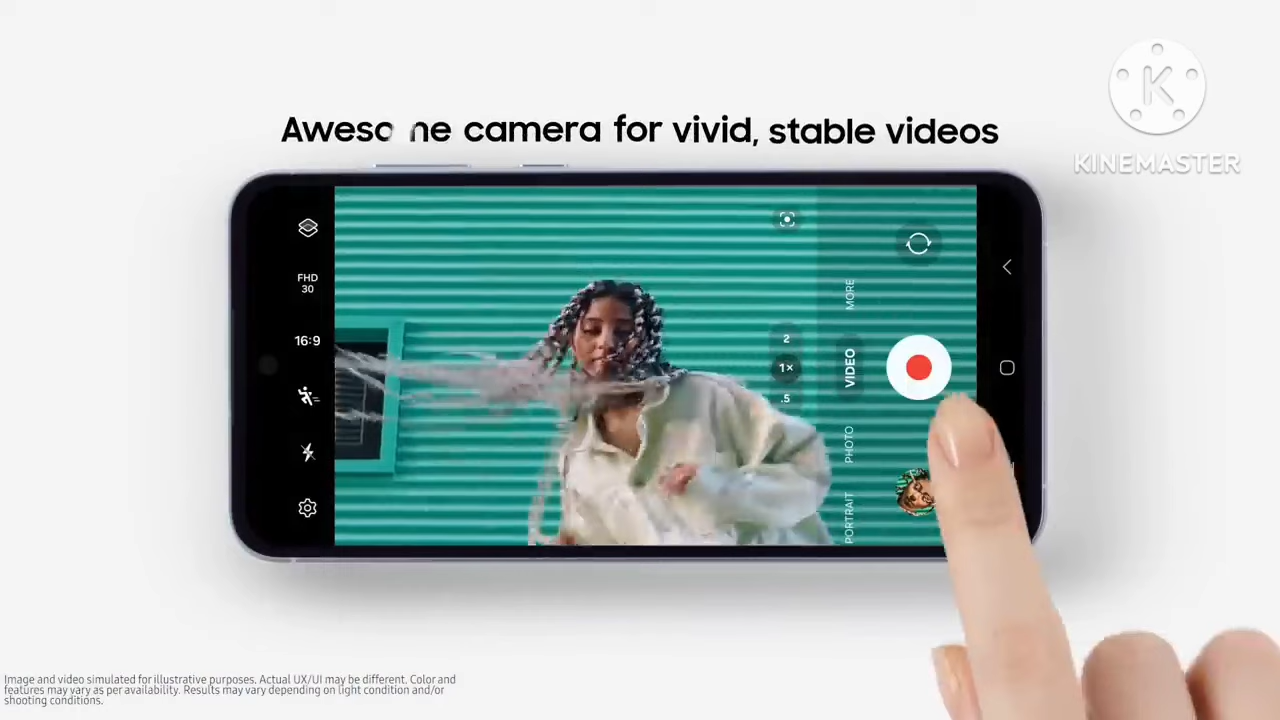 Awesome camera for vivid, stable videos
KINEMASTER
FHD
30
16:9
2
1×
.5
MORE
VIDEO
PHOTO
PORTRAIT
Image and video simulated for illustrative purposes. Actual UX/UI may be different. Color and
features may vary as per availability. Results may vary depending on light condition and/or
shooting conditions.